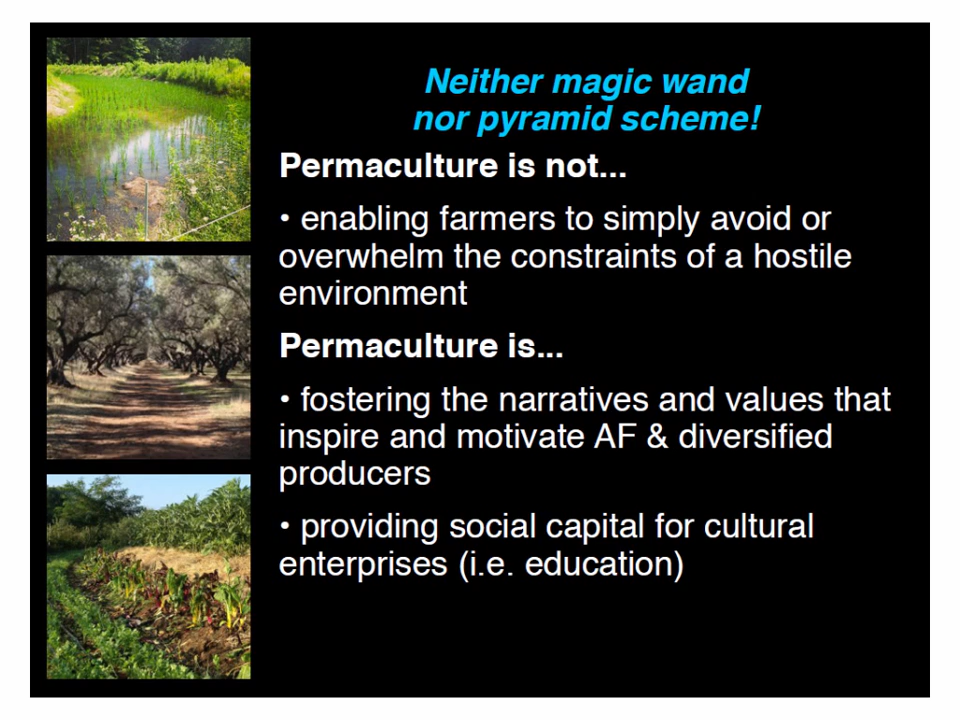 Neither magic wand
nor pyramid scheme!
Permaculture is not...
• enabling farmers to simply avoid or
overwhelm the constraints of a hostile
environment
Permaculture is...
• fostering the narratives and values that
inspire and motivate AF & diversified
producers
• providing social capital for cultural
enterprises (i.e. education)